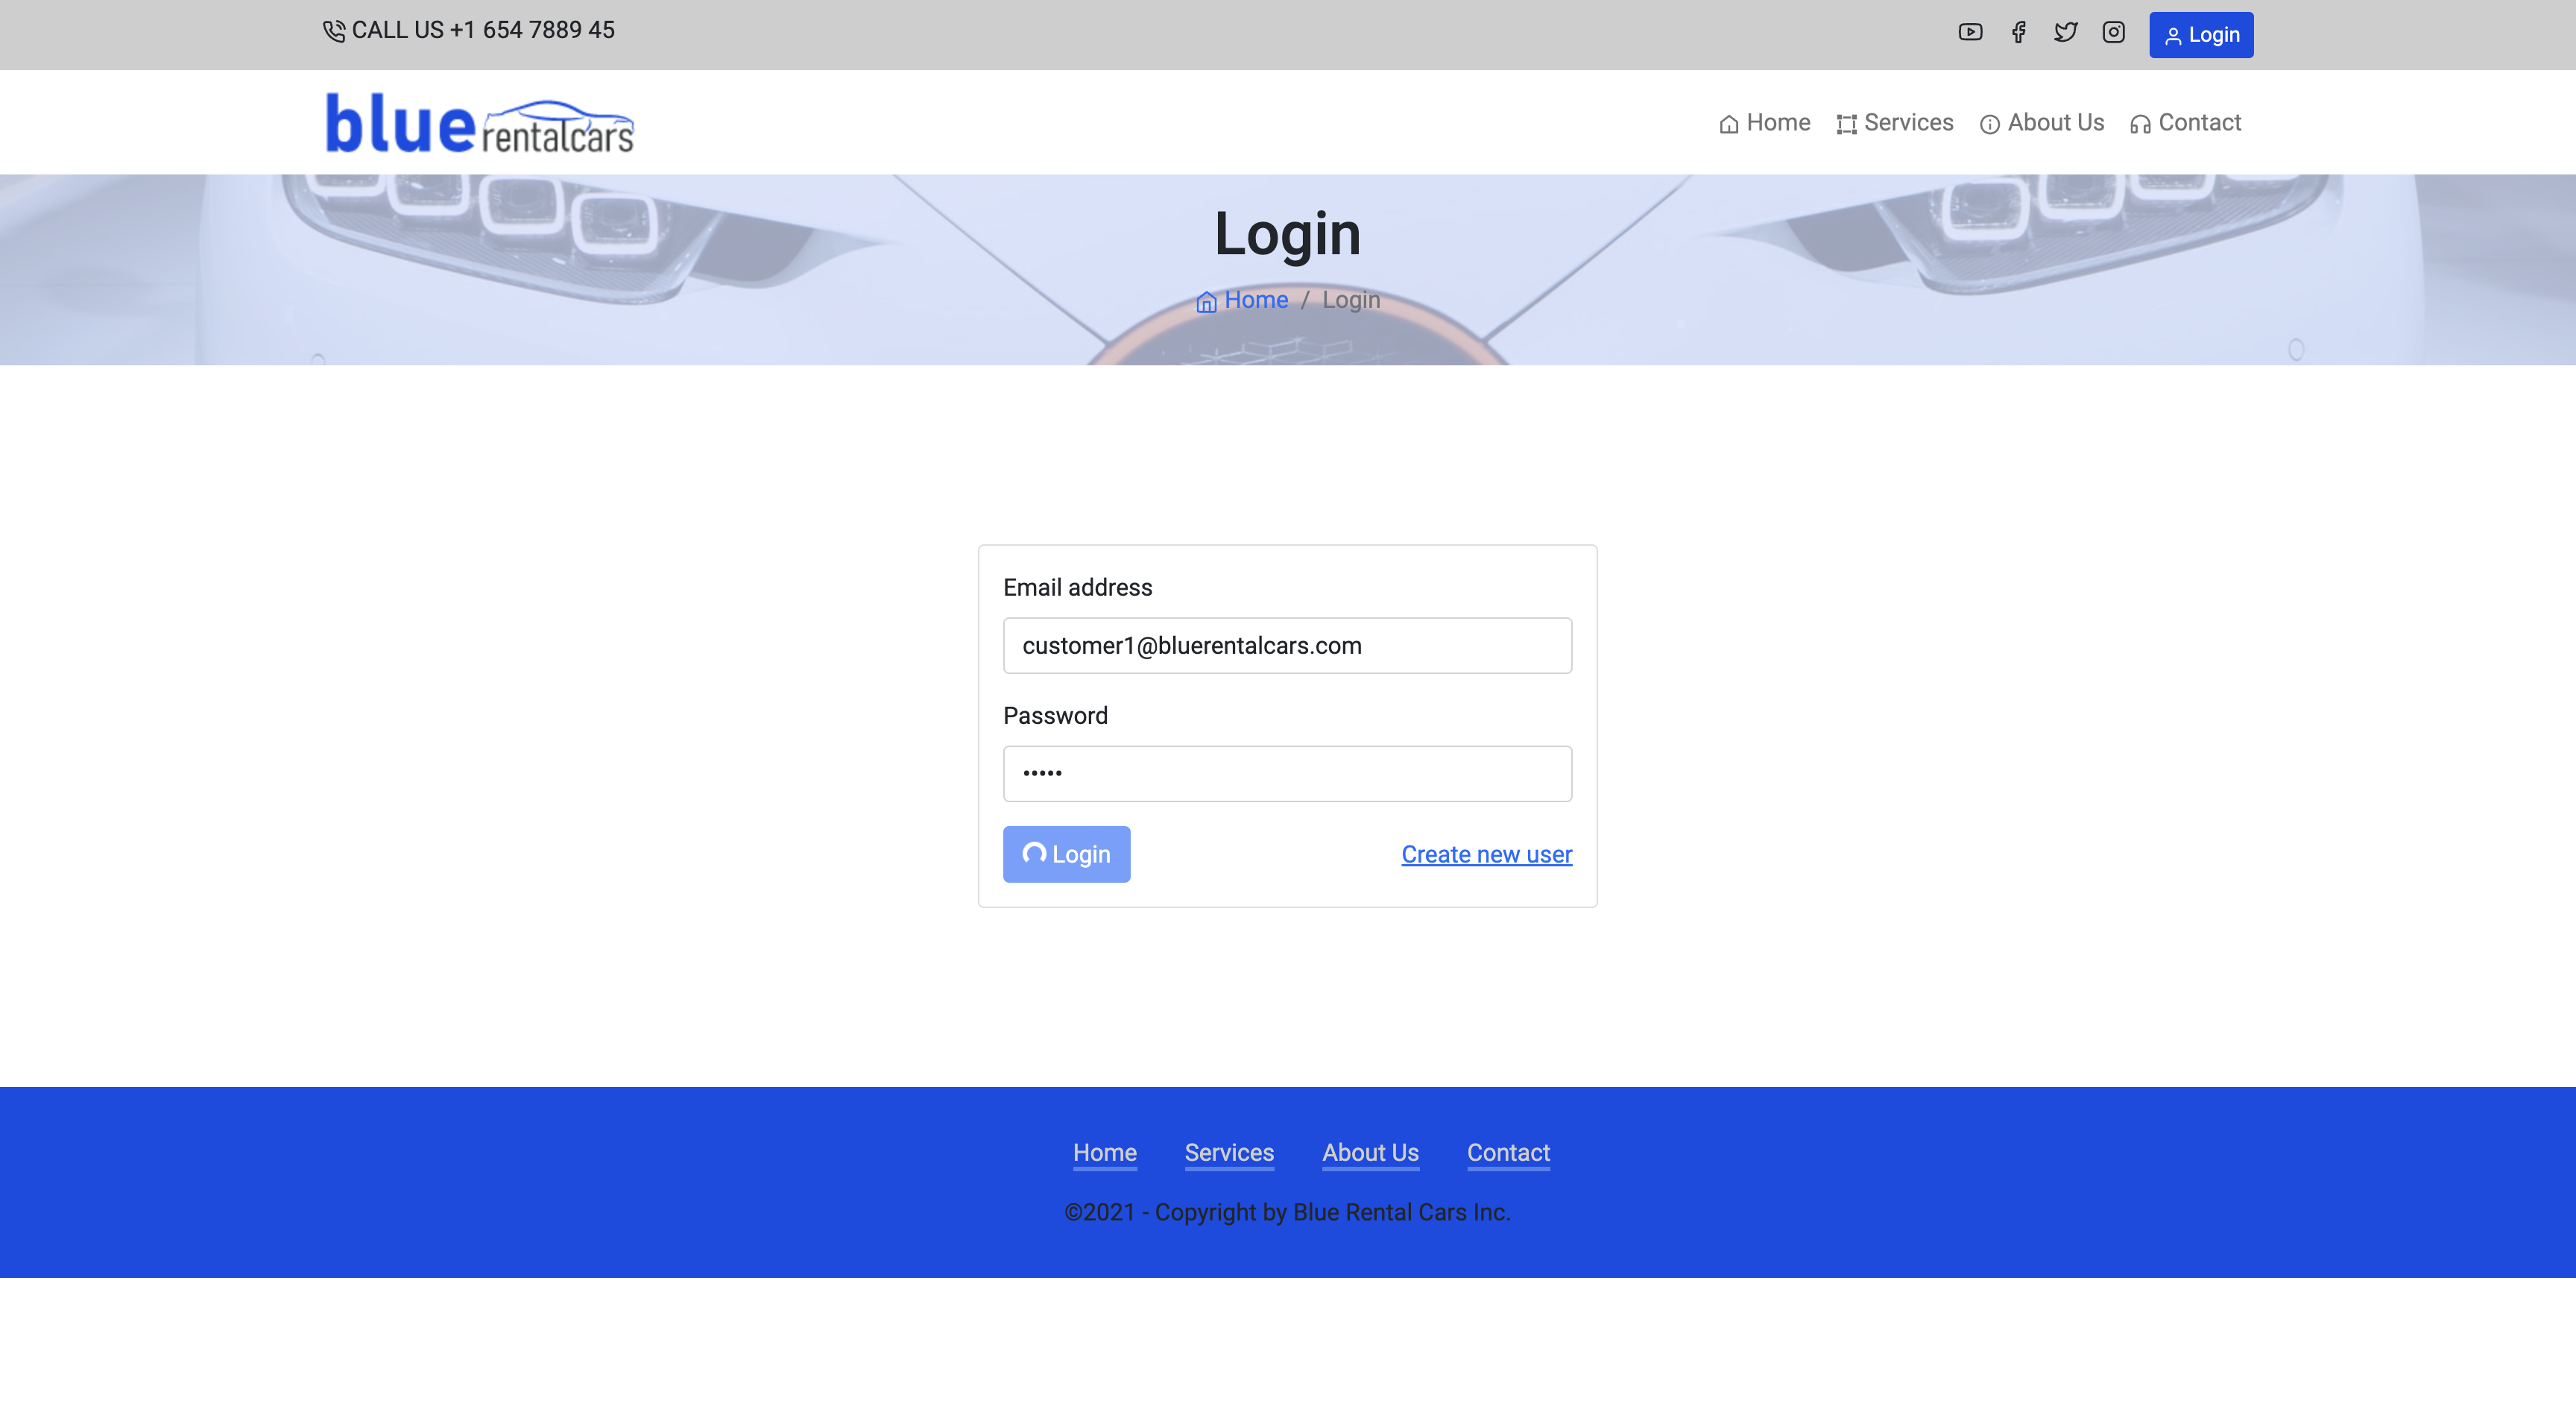 CALL US +1 654 7889 45
Login
blue rentalcars
Home Services About Us Contact
Login
Home / Login
Email address
customer1@bluerentalcars.com
Password
•••••
Login Create new user
Home Services About Us Contact
©2021 - Copyright by Blue Rental Cars Inc.